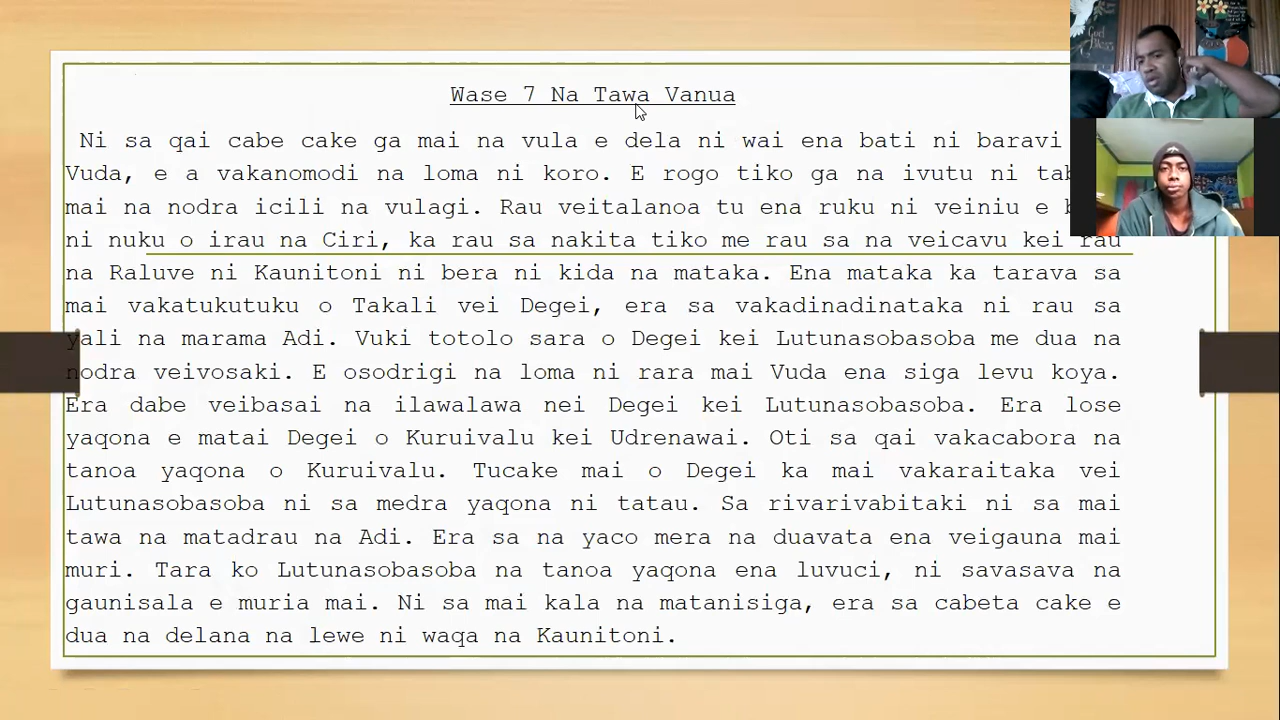 Wase 7 Na Tawa Vanua
Ni sa qai cabe cake ga mai na vula e dela ni wai ena bati ni baravi
Vuda, e a vakanomodi na loma ni koro. E rogo tiko ga na ivutu ni
mai na nodra icili na vulagi. Rau veitalanoa tu ena ruku ni veiniu e
ni nuku o irau na Ciri, ka rau sa nakita tiko me rau sa na veicavu kei rau
na Raluve ni Kaunitoni ni bera ni kida na mataka. Ena mataka ka tarava sa
mai vakatukutuku o Takali vei Degei, era sa vakadinadinataka ni rau sa
yali na marama Adi. Vuki totolo sara o Degei kei Lutunasobasoba me dua na
nodra veivosaki. E osodrigi na loma ni rara mai Vuda ena siga levu koya.
Era dabe veibasai na ilawalawa nei Degei kei Lutunasobasoba. Era lose
yaqona e matai Degei o Kuruivalu kei Udrenawai. Oti sa qai vakacabora na
tanoa yaqona o Kuruivalu. Tucake mai o Degei ka mai vakaraitaka vei
Lutunasobasoba ni sa medra yaqona ni tatau. Sa rivarivabitaki ni sa mai
tawa na matadrau na Adi. Era sa na yaco mera na duavata ena veigauna mai
muri. Tara ko Lutunasobasoba na tanoa yaqona ena luvuci, ni savasava na
gaunisala e muria mai. Ni sa mai kala na matanisiga, era sa cabeta cake e
dua na delana na lewe ni waqa na Kaunitoni.
God
Bless